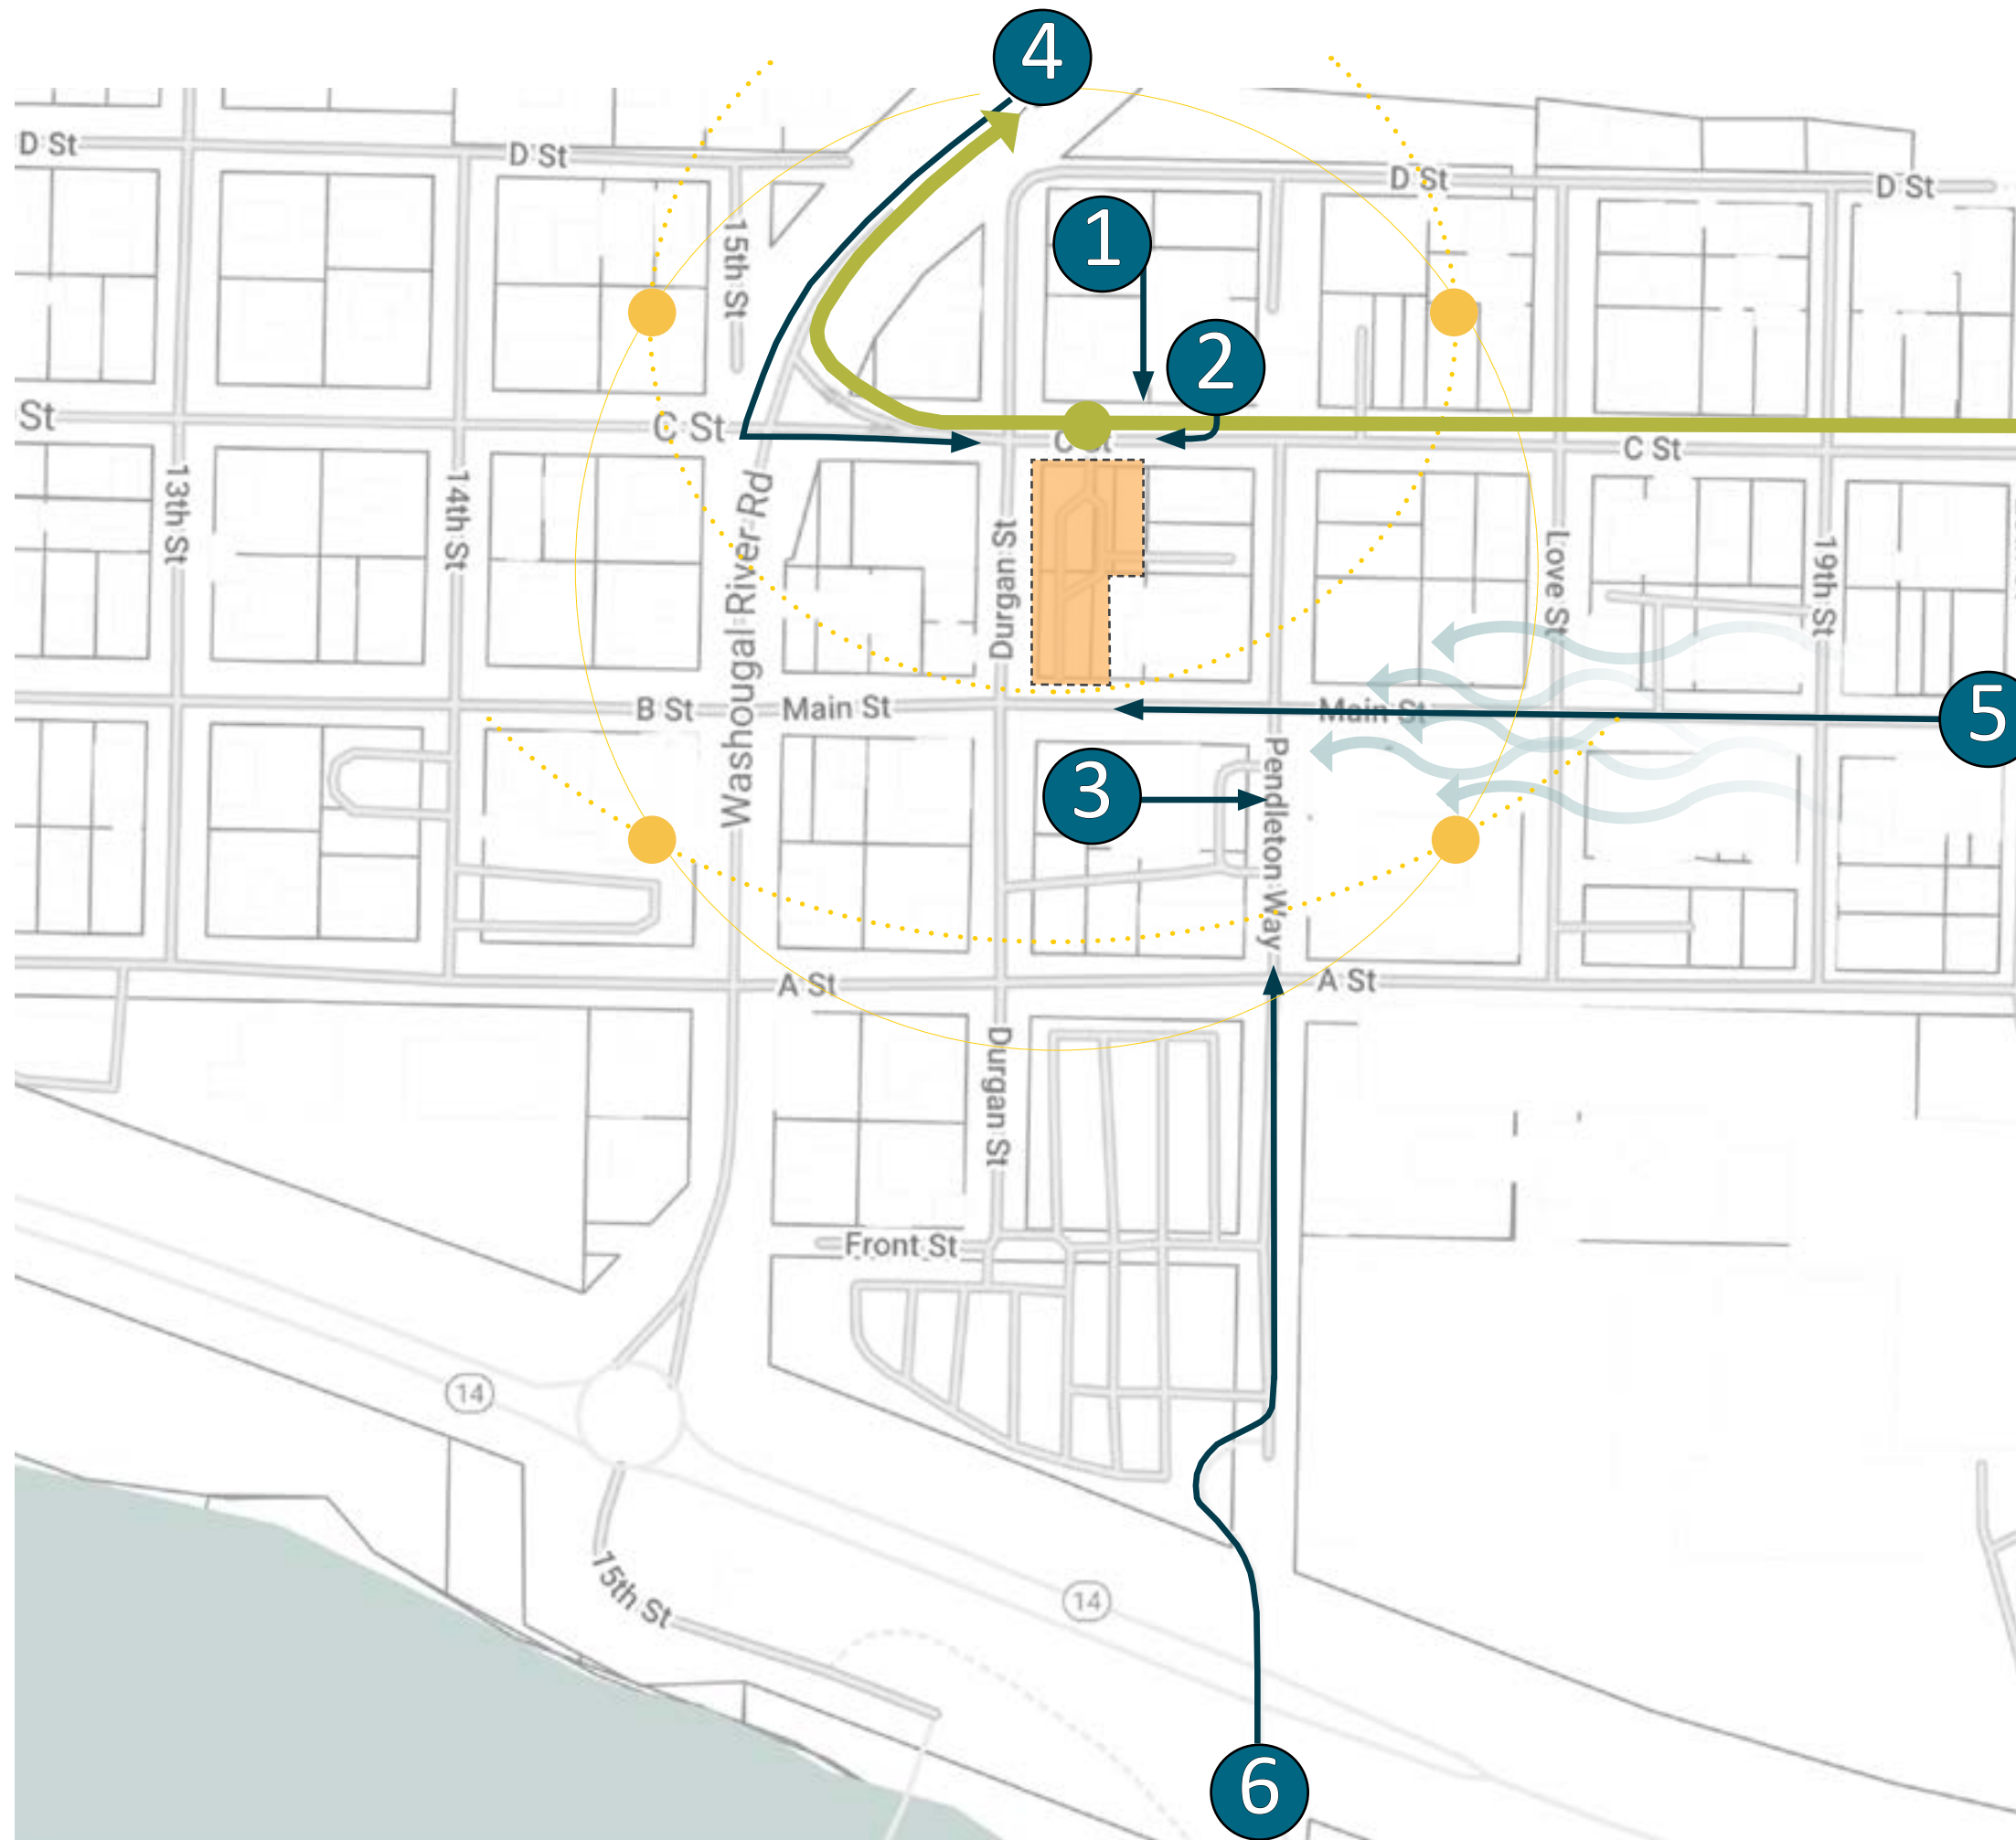 4
D St
D St
D St
D St
1
15th St
2
St
C St
C St
C St
13th St
14th St
Washougal River Rd
Durgan St
Love St
19th St
B St
Main St
Main St
5
3
Pendleton Way
A St
A St
Durgan St
Front St
14
14
15th St
6